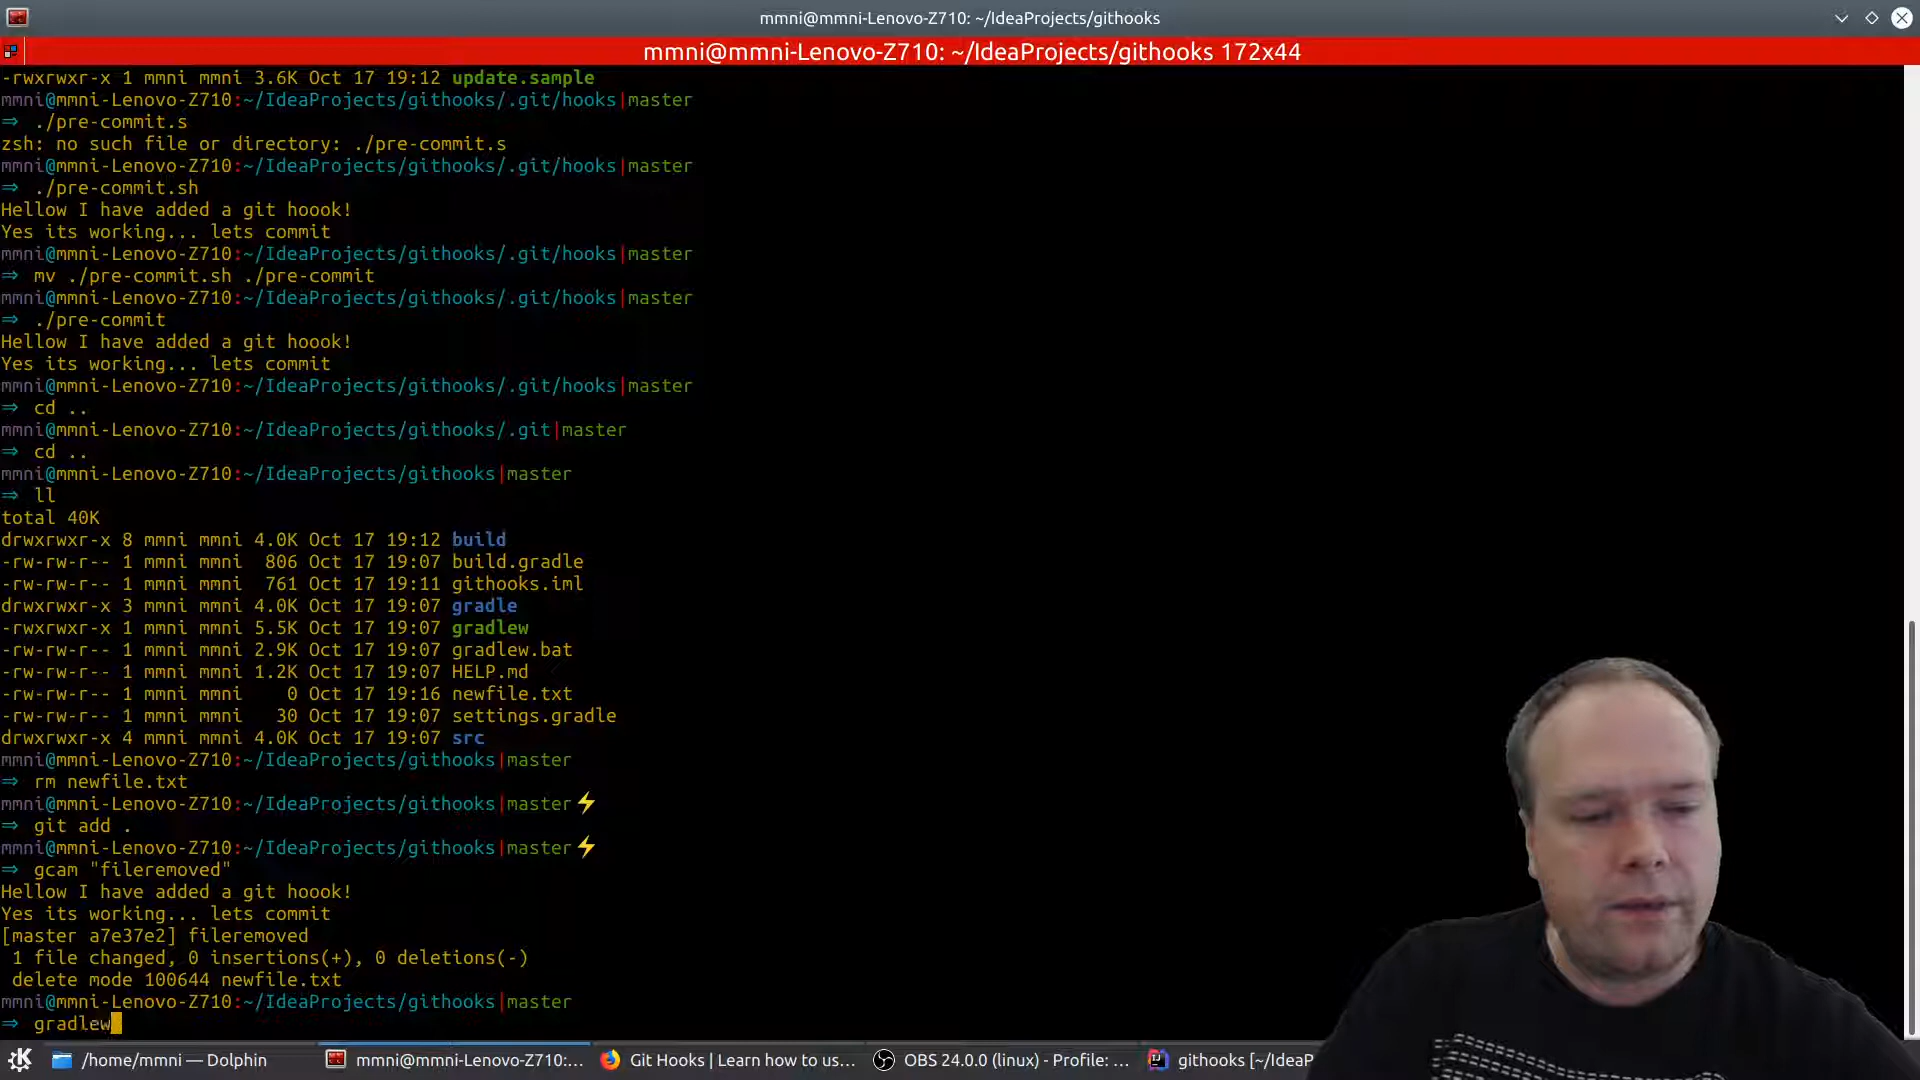 mmni@mmni-Lenovo-Z710: ~/IdeaProjects/githooks
mmni@mmni-Lenovo-Z710: ~/IdeaProjects/githooks 172x44
-rwxrwxr-x 1 mmni mmni 3.6K Oct 17 19:12 update.sample
mmni@mmni-Lenovo-Z710:~/IdeaProjects/githooks/.git/hooks|master
⇒ ./pre-commit.s
zsh: no such file or directory: ./pre-commit.s
mmni@mmni-Lenovo-Z710:~/IdeaProjects/githooks/.git/hooks|master
⇒ ./pre-commit.sh
Hellow I have added a git hoook!
Yes its working... lets commit
mmni@mmni-Lenovo-Z710:~/IdeaProjects/githooks/.git/hooks|master
⇒ mv ./pre-commit.sh ./pre-commit
mmni@mmni-Lenovo-Z710:~/IdeaProjects/githooks/.git/hooks|master
⇒ ./pre-commit
Hellow I have added a git hoook!
Yes its working... lets commit
mmni@mmni-Lenovo-Z710:~/IdeaProjects/githooks/.git/hooks|master
⇒ cd ..
mmni@mmni-Lenovo-Z710:~/IdeaProjects/githooks/.git|master
⇒ cd ..
mmni@mmni-Lenovo-Z710:~/IdeaProjects/githooks|master
⇒ ll
total 40K
drwxrwxr-x 8 mmni mmni 4.0K Oct 17 19:12 build
-rw-rw-r-- 1 mmni mmni  806 Oct 17 19:07 build.gradle
-rw-rw-r-- 1 mmni mmni  761 Oct 17 19:11 githooks.iml
drwxrwxr-x 3 mmni mmni 4.0K Oct 17 19:07 gradle
-rwxrwxr-x 1 mmni mmni 5.5K Oct 17 19:07 gradlew
-rw-rw-r-- 1 mmni mmni 2.9K Oct 17 19:07 gradlew.bat
-rw-rw-r-- 1 mmni mmni 1.2K Oct 17 19:07 HELP.md
-rw-rw-r-- 1 mmni mmni    0 Oct 17 19:16 newfile.txt
-rw-rw-r-- 1 mmni mmni   30 Oct 17 19:07 settings.gradle
drwxrwxr-x 4 mmni mmni 4.0K Oct 17 19:07 src
mmni@mmni-Lenovo-Z710:~/IdeaProjects/githooks|master
⇒ rm newfile.txt
mmni@mmni-Lenovo-Z710:~/IdeaProjects/githooks|master⚡
⇒ git add .
mmni@mmni-Lenovo-Z710:~/IdeaProjects/githooks|master⚡
⇒ gcam "fileremoved"
Hellow I have added a git hoook!
Yes its working... lets commit
[master a7e37e2] fileremoved
 1 file changed, 0 insertions(+), 0 deletions(-)
 delete mode 100644 newfile.txt
mmni@mmni-Lenovo-Z710:~/IdeaProjects/githooks|master
⇒ gradlew
/home/mmni — Dolphin mmni@mmni-Lenovo-Z710:... Git Hooks | Learn how to us... OBS 24.0.0 (linux) - Profile: ... githooks [~/IdeaP